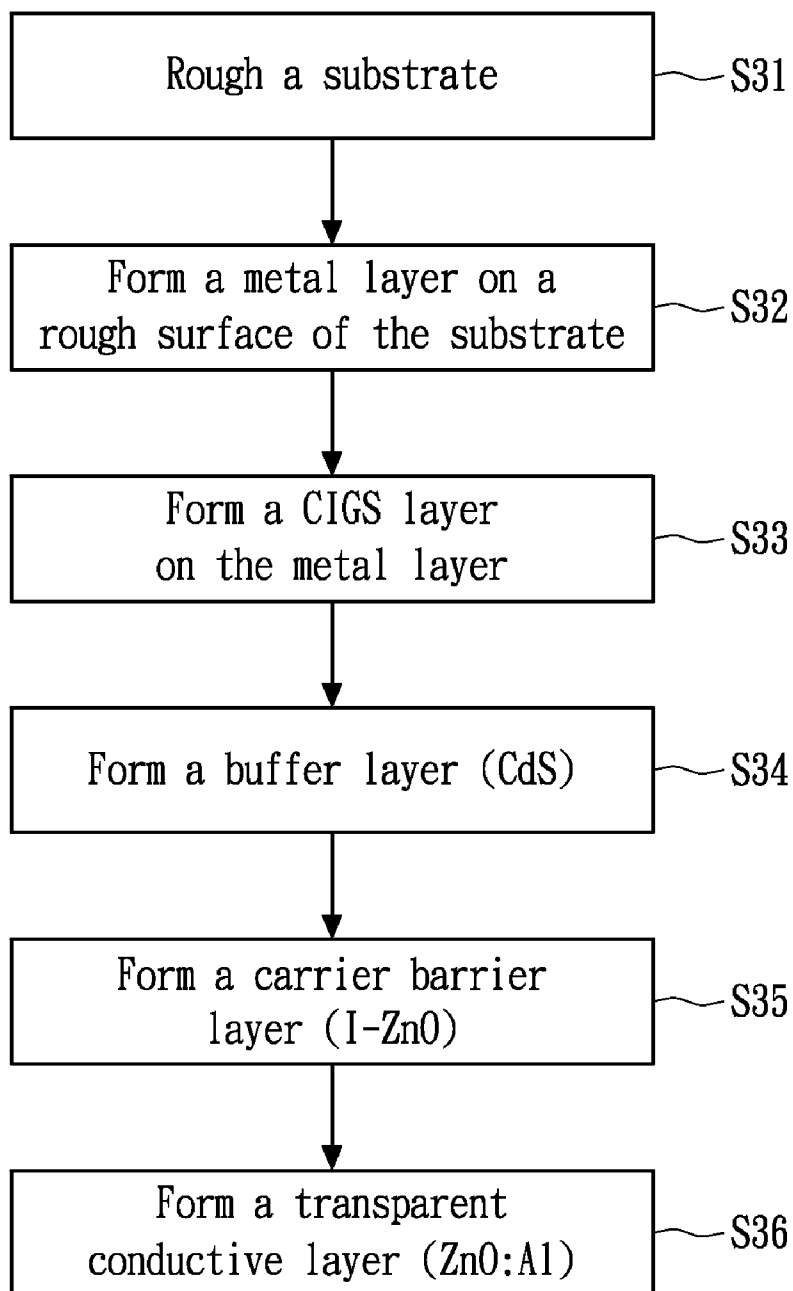 Rough a substrate
S31
Form a metal layer on a
rough surface of the substrate
S32
Form a CIGS layer
on the metal layer
S33
Form a buffer layer (CdS)
S34
Form a carrier barrier
layer (I-ZnO)
S35
Form a transparent
conductive layer (ZnO:Al)
S36